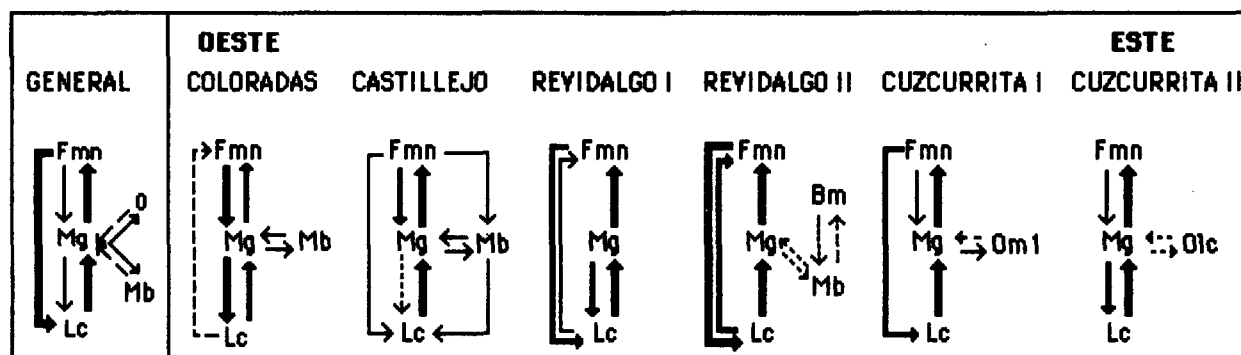 OESTE ESTE
GENERAL COLORADAS CASTILLEJO REVIDALGO I REVIDALGO II CUZCURRITA I CUZCURRITA II
Fmn Fmn Fmn Fmn Fmn Fmn Fmn
O Bm
Mg Mg Mb Mg Mb Mg Mg Mg Om1 Mg Olc
Mb Mb
Lc Lc Lc Lc Lc Lc Lc